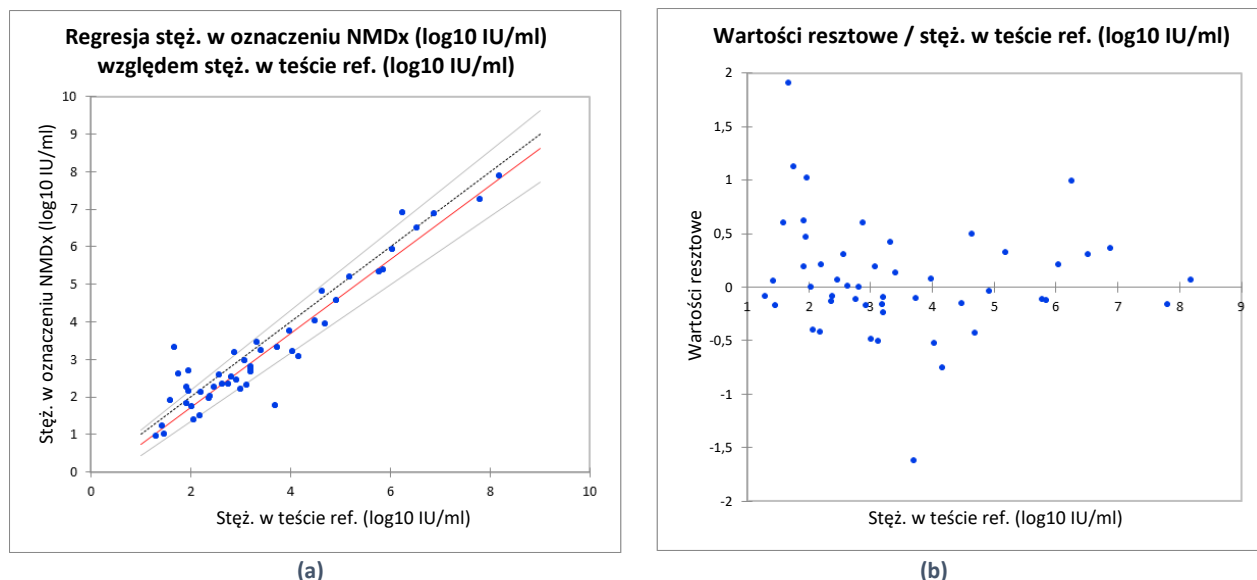 Regresja stęż. w oznaczeniu NMDx (log10 IU/ml)
względem stęż. w teście ref. (log10 IU/ml)
10
9
8
7
6
5
4
3
2
1
0
Stęż. w oznaczeniu NMDx (log10 IU/ml)
0 2 4 6 8 10
Stęż. w teście ref. (log10 IU/ml)
(a)
Wartości resztowe / stęż. w teście ref. (log10 IU/ml)
2
1,5
1
0,5
0
-0,5
-1
-1,5
-2
Wartości resztowe
1 2 3 4 5 6 7 8 9
Stęż. w teście ref. (log10 IU/ml)
(b)